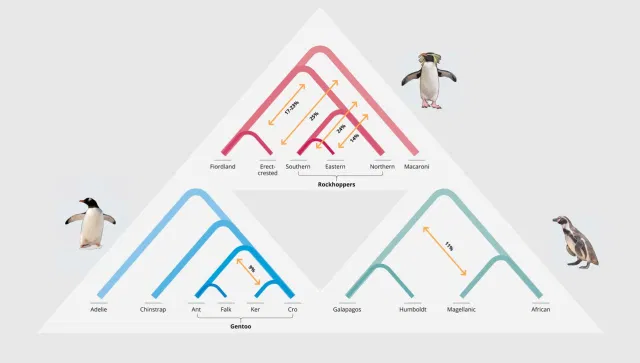 17-23%
25%
24%
14%
Fiordland
Erect-
crested
Southern
Eastern
Northern
Macaroni
Rockhoppers
9%
11%
Adelie
Chinstrap
Ant
Falk
Ker
Cro
Gentoo
Galapagos
Humboldt
Magellanic
African